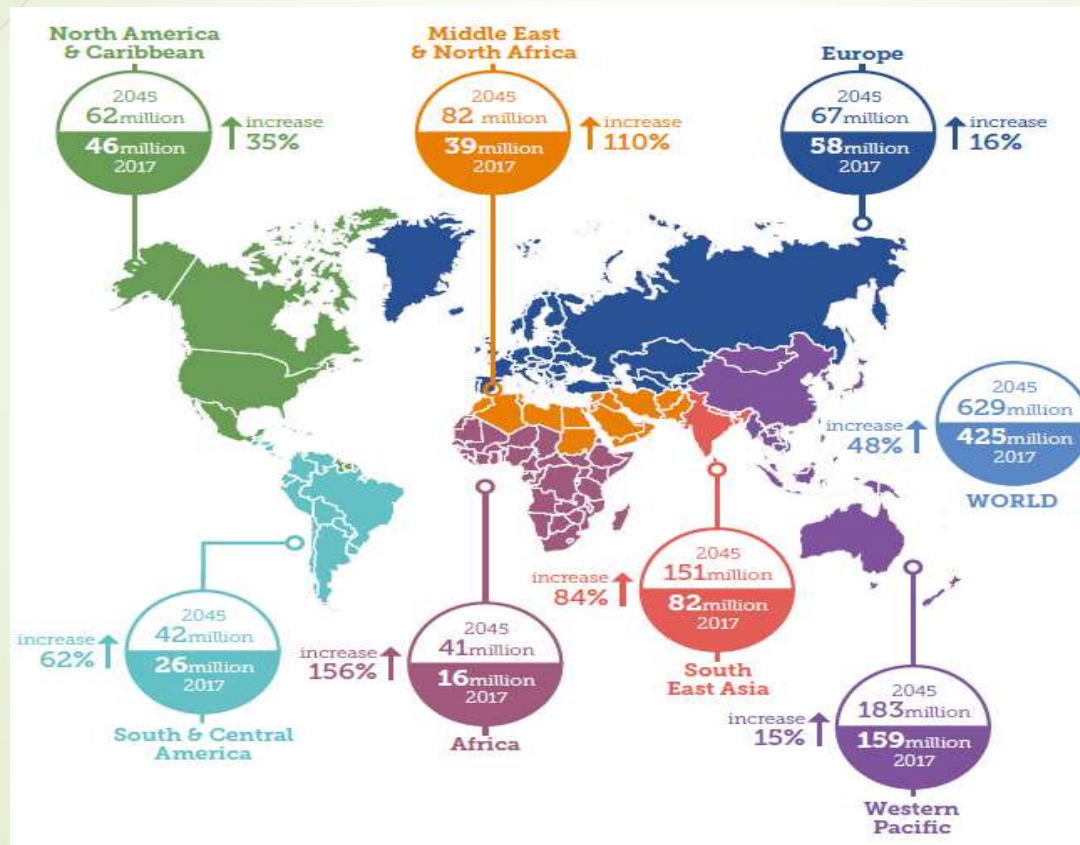 North America
& Caribbean
2045
62million
46million
2017
increase
35%
Middle East
& North Africa
2045
82 million
39million
2017
increase
110%
Europe
2045
67million
58million
2017
increase
16%
2045
629million
425million
2017
WORLD
increase
48%
2045
42million
26million
2017
South & Central
America
increase
62%
2045
41million
16million
2017
Africa
increase
156%
2045
151million
82million
2017
South
East Asia
increase
84%
2045
183million
159million
2017
Western
Pacific
increase
15%